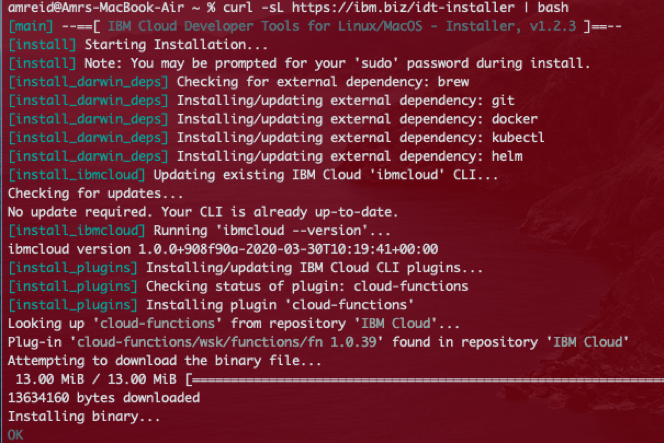 amreid@Amrs-MacBook-Air ~ % curl -sL https://ibm.biz/idt-installer | bash
[main] --==[ IBM Cloud Developer Tools for Linux/MacOS - Installer, v1.2.3 ]==--
[install] Starting Installation...
[install] Note: You may be prompted for your 'sudo' password during install.
[install_darwin_deps] Checking for external dependency: brew
[install_darwin_deps] Installing/updating external dependency: git
[install_darwin_deps] Installing/updating external dependency: docker
[install_darwin_deps] Installing/updating external dependency: kubectl
[install_darwin_deps] Installing/updating external dependency: helm
[install_ibmcloud] Updating existing IBM Cloud 'ibmcloud' CLI...
Checking for updates...
No update required. Your CLI is already up-to-date.
[install_ibmcloud] Running 'ibmcloud --version'...
ibmcloud version 1.0.0+908f90a-2020-03-30T10:19:41+00:00
[install_plugins] Installing/updating IBM Cloud CLI plugins...
[install_plugins] Checking status of plugin: cloud-functions
[install_plugins] Installing plugin 'cloud-functions'
Looking up 'cloud-functions' from repository 'IBM Cloud'...
Plug-in 'cloud-functions/wsk/functions/fn 1.0.39' found in repository 'IBM Cloud'
Attempting to download the binary file...
13.00 MiB / 13.00 MiB [==================================================
13634160 bytes downloaded
Installing binary...
OK